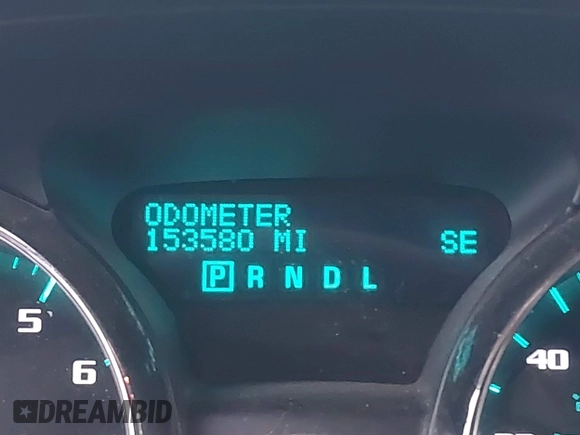 ODOMETER
153580 MI SE
P R N D L
5
6
40
DREAMBID